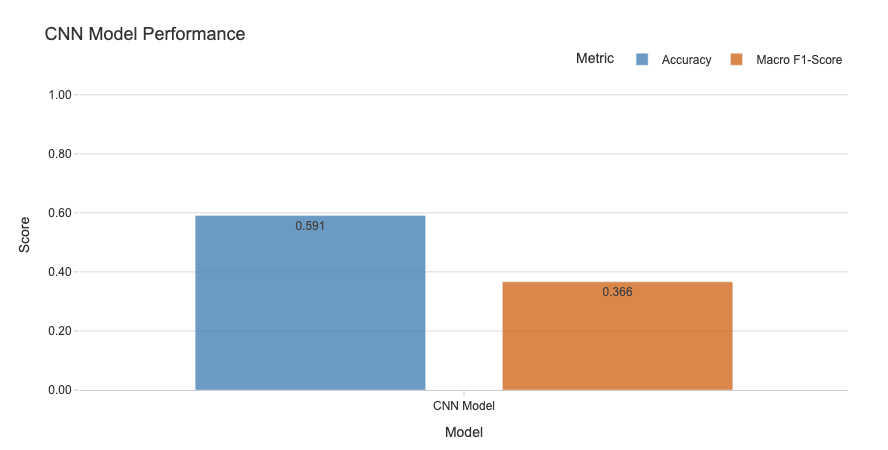 CNN Model Performance
Metric Accuracy Macro F1-Score
1.00
0.80
0.60
0.40
0.20
0.00
Score
0.591
0.366
CNN Model
Model